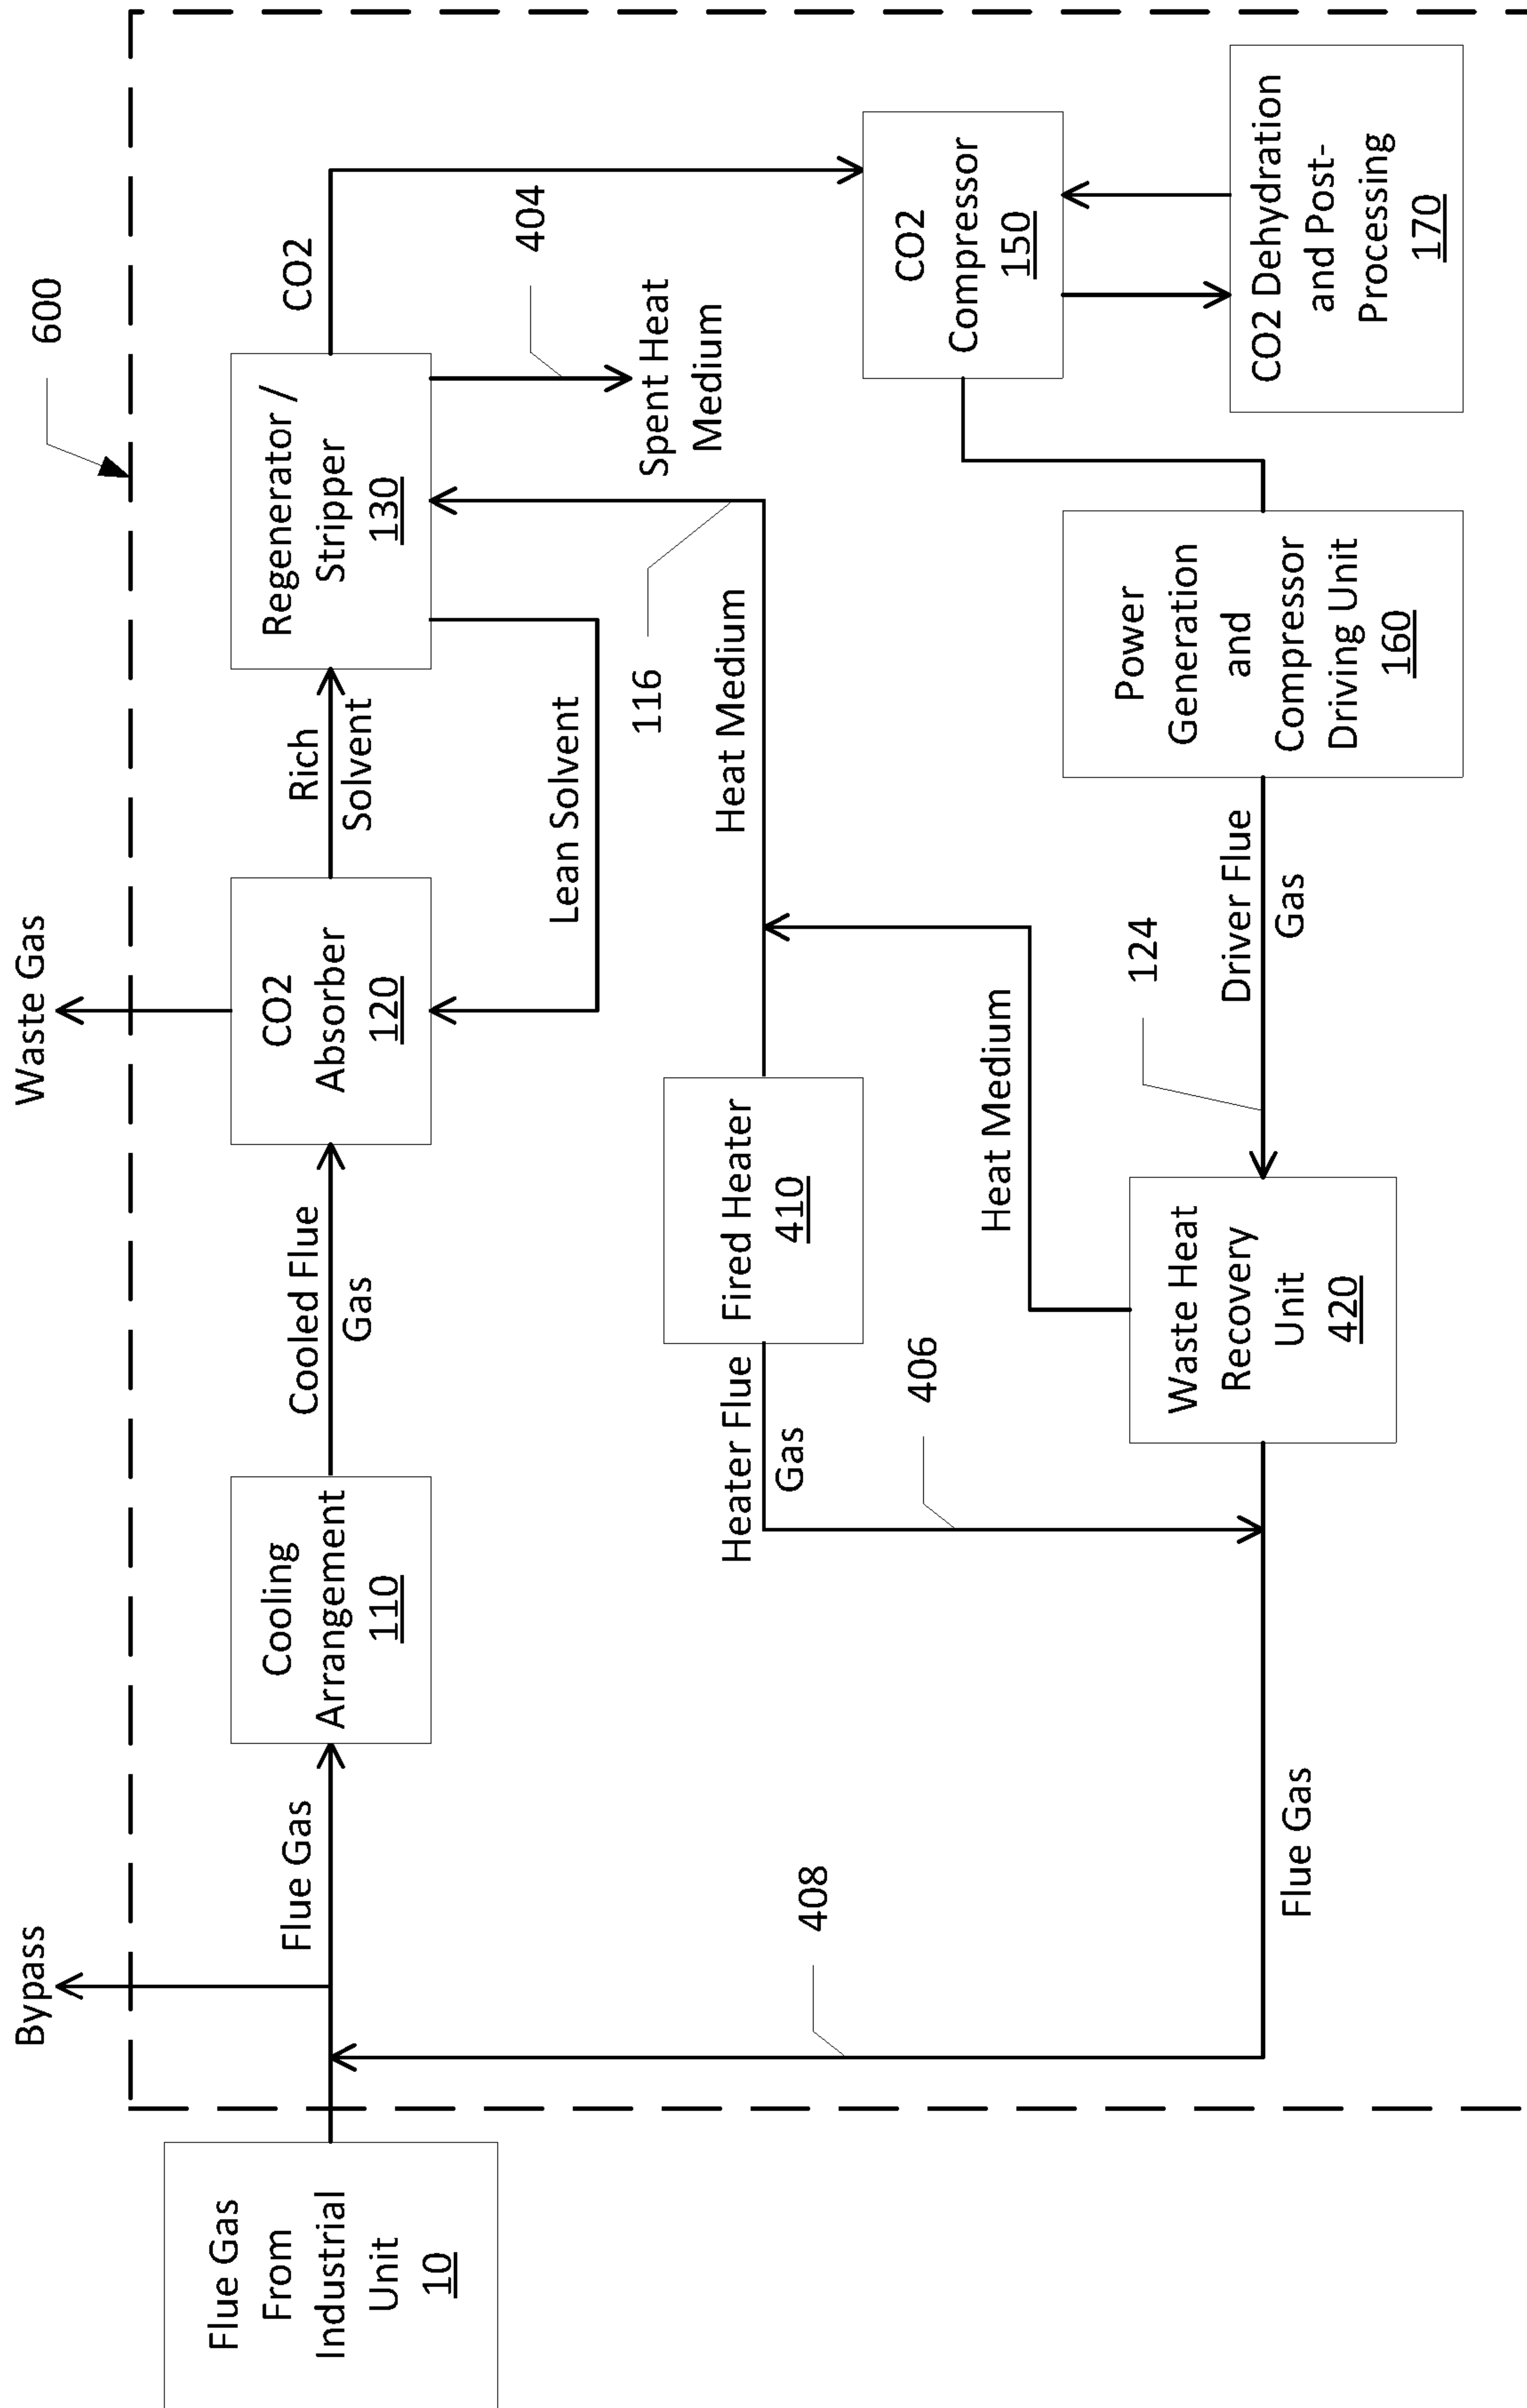 600
Bypass
Waste Gas
Flue Gas
From
Industrial
Unit
10
Flue Gas
Cooling
Arrangement
110
Cooled Flue
Gas
CO2
Absorber
120
Rich
Solvent
Regenerator /
Stripper
130
CO2
Lean Solvent
404
Spent Heat
Medium
116
Heat Medium
Fired Heater
410
Heater Flue
Gas
406
408
Heat Medium
CO2
Compressor
150
124
Flue Gas
Waste Heat
Recovery
Unit
420
Driver Flue
Gas
Power
Generation
and
Compressor
Driving Unit
160
CO2 Dehydration
and Post-
Processing
170